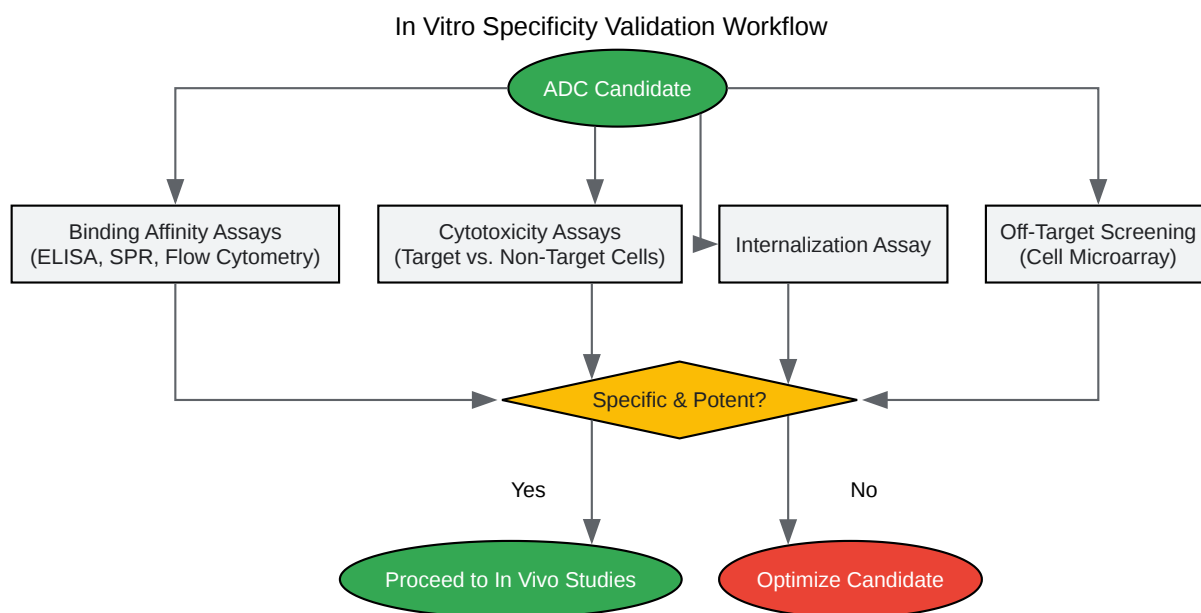 In Vitro Specificity Validation Workflow
ADC Candidate
Binding Affinity Assays
(ELISA, SPR, Flow Cytometry)
Cytotoxicity Assays
(Target vs. Non-Target Cells)
Internalization Assay
Off-Target Screening
(Cell Microarray)
Specific & Potent?
Yes
No
Proceed to In Vivo Studies
Optimize Candidate